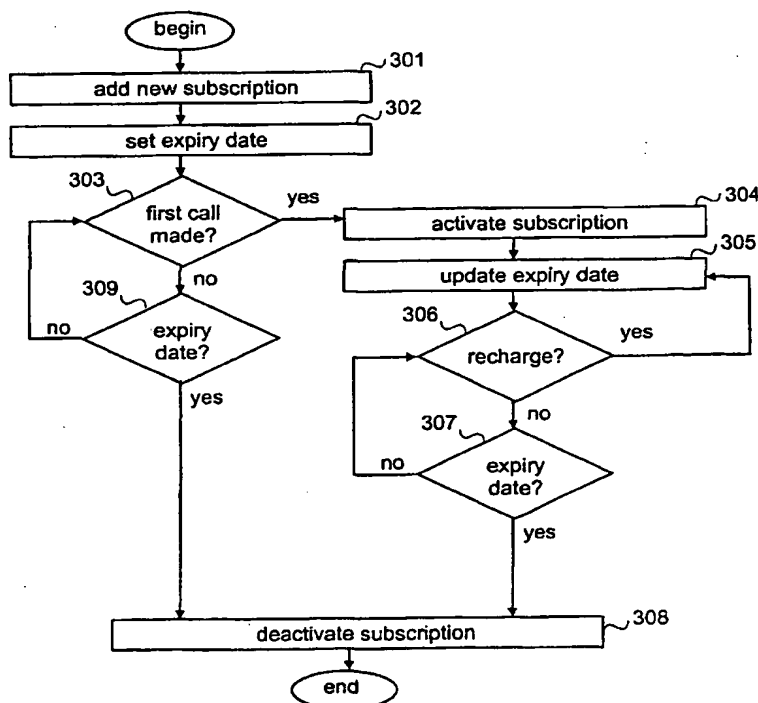 begin
301
add new subscription
302
set expiry date
303
first call
made?
yes
304
activate subscription
305
update expiry date
no
309
expiry
date?
no
yes
306
recharge?
yes
no
307
expiry
date?
no
yes
deactivate subscription
308
end